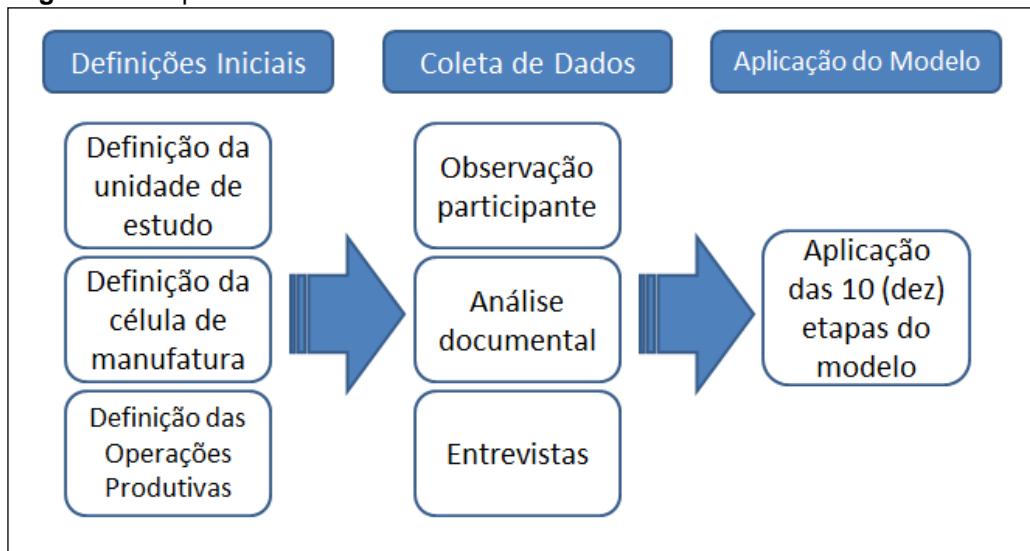 Definições Iniciais
Definição da
unidade de
estudo
Definição da
célula de
manufatura
Definição das
Operações
Produtivas
Coleta de Dados
Observação
participante
Análise
documental
Entrevistas
Aplicação do Modelo
Aplicação
das 10 (dez)
etapas do
modelo